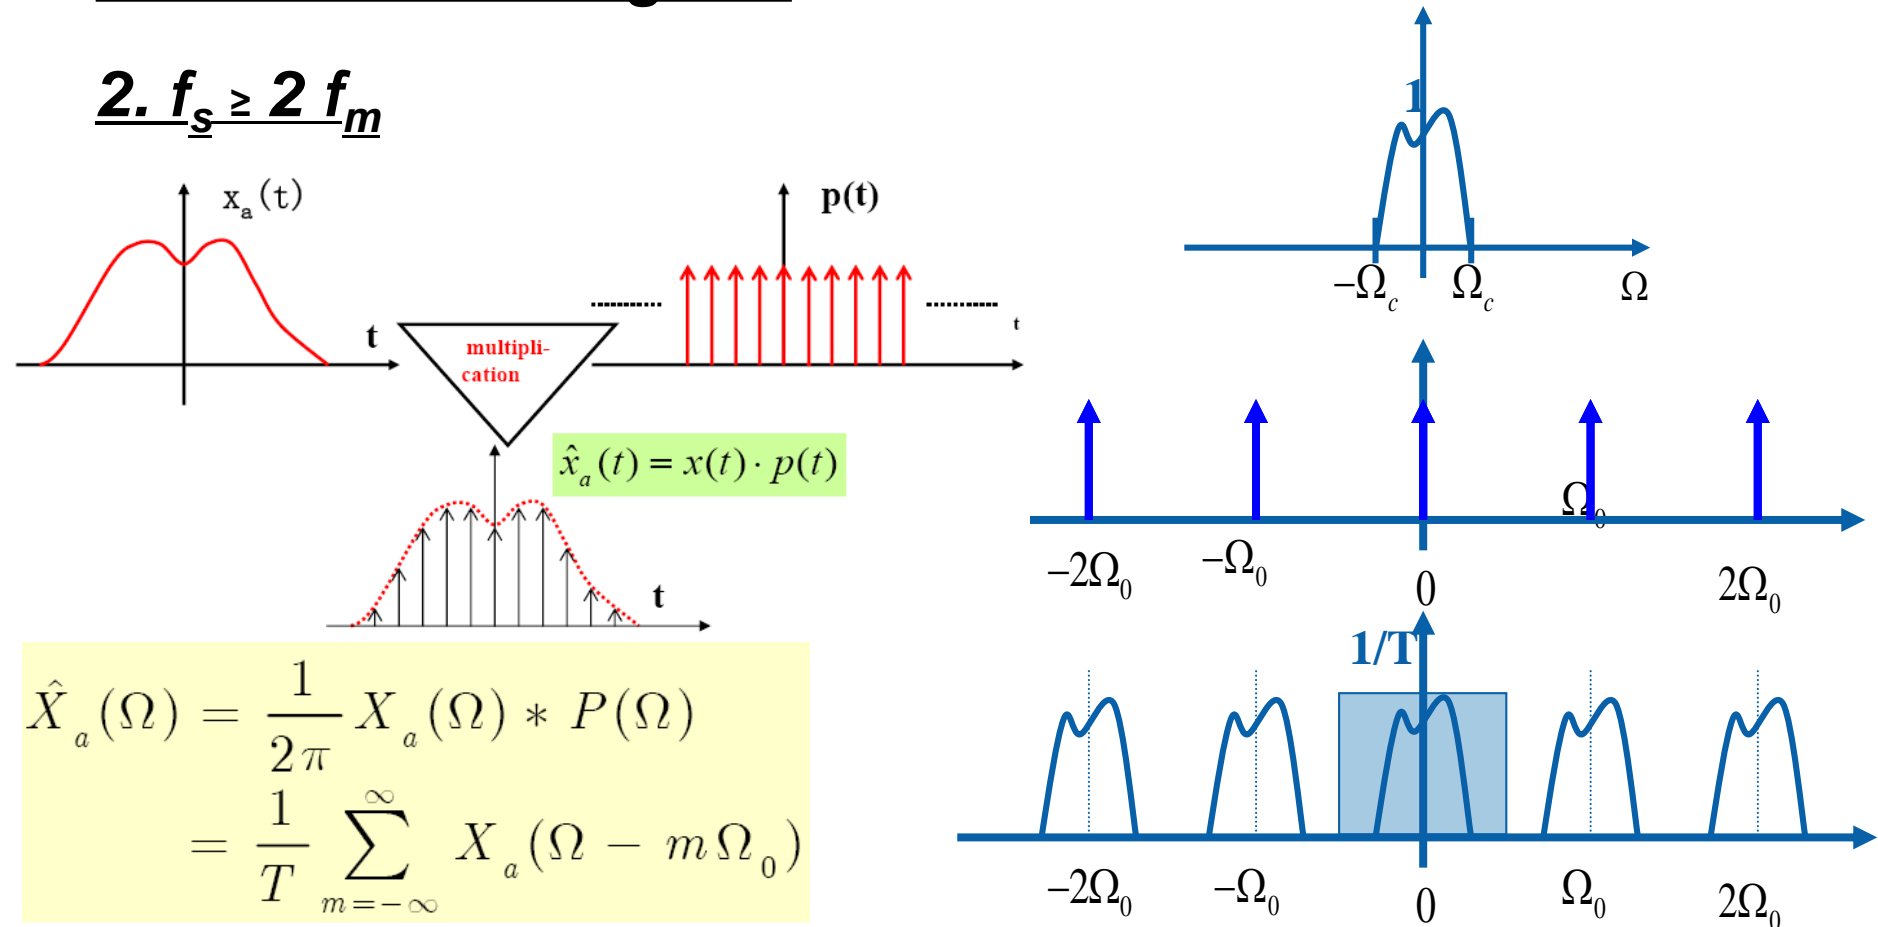 2. fs ≥ 2 fm
xa(t)
t
p(t)
t
multipli-
cation
x̂a(t) = x(t) · p(t)
t
X̂a(Ω) = 1/2π Xa(Ω) * P(Ω)
= 1/T ∑ m=-∞ ∞ Xa(Ω - mΩ0)
1
−Ωc Ωc Ω
Ω0
−2Ω0 −Ω0 0 2Ω0
1/T
−2Ω0 −Ω0 0 Ω0 2Ω0